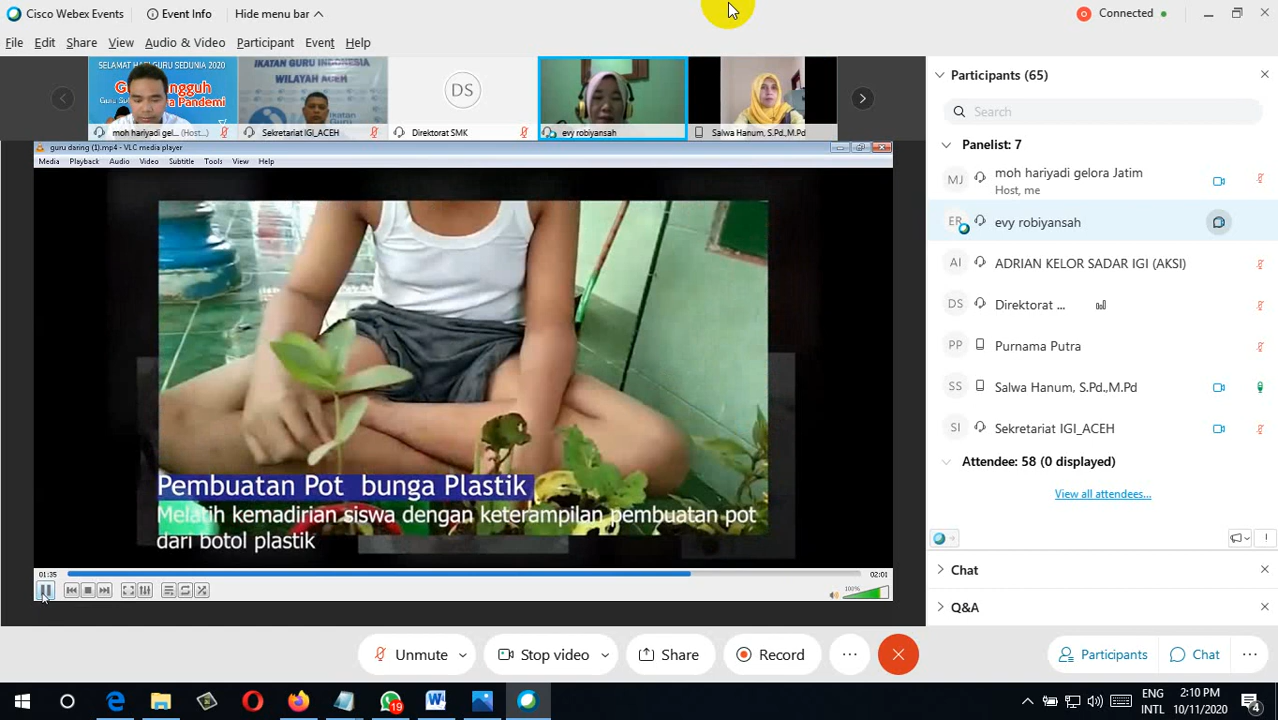 Cisco Webex Events
Event Info
Hide menu bar
Connected
File Edit Share View Audio & Video Participant Event Help
SELAMAT HARI GURU SEDUNIA 2020
IKATAN GURU INDONESIA
WILAYAH ACEH
DS
moh hariyadi gel... (Host...)
Sekretariat IGI_ACEH
Direktorat SMK
evy robiyansah
Salwa Hanum, S.Pd.,M.Pd
guru daring (1).mp4 - VLC media player
Media Playback Audio Video Subtitle Tools View Help
Pembuatan Pot bunga Plastik
Melatih kemadirian siswa dengan keterampilan pembuatan pot
dari botol plastik
01:35
02:01
100%
Participants (65)
Search
Panelist: 7
MJ
moh hariyadi gelora Jatim
Host, me
ER
evy robiyansah
AI
ADRIAN KELOR SADAR IGI (AKSI)
DS
Direktorat ...
PP
Purnama Putra
SS
Salwa Hanum, S.Pd.,M.Pd
SI
Sekretariat IGI_ACEH
Attendee: 58 (0 displayed)
View all attendees...
Chat
Q&A
Unmute
Stop video
Share
Record
Participants
Chat
19
W
ENG
INTL
2:10 PM
10/11/2020
4